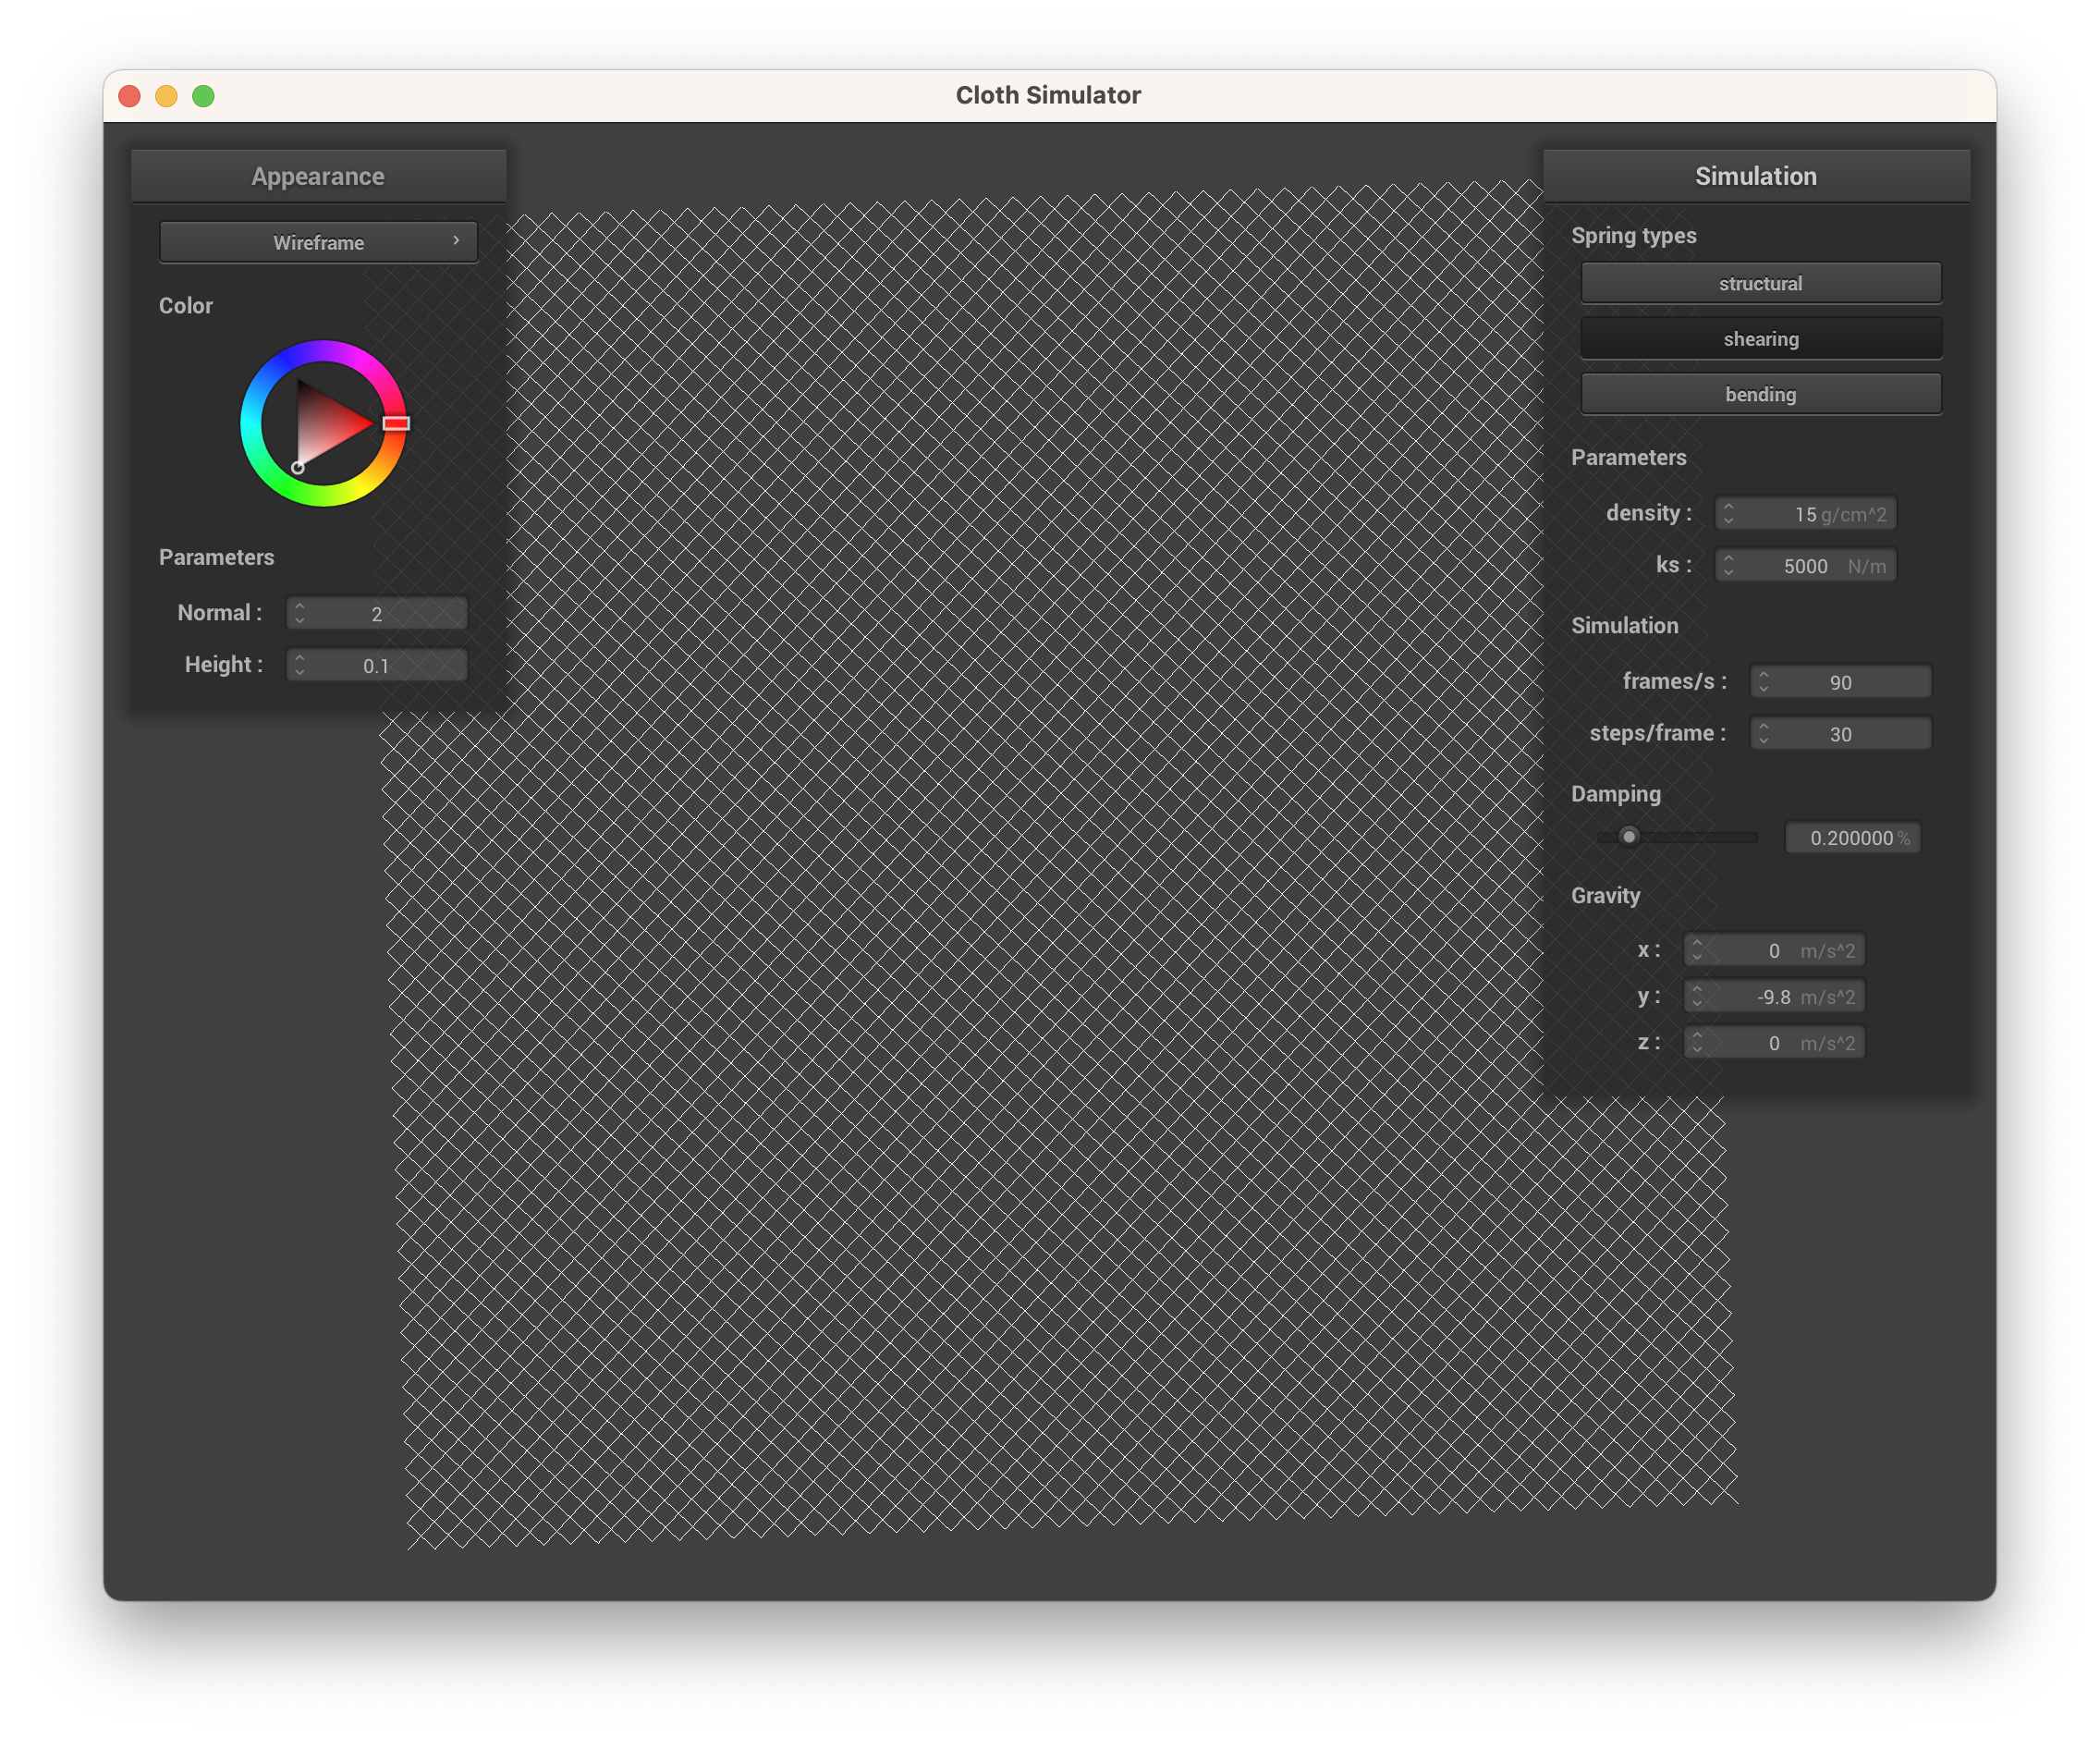 Cloth Simulator
Appearance
Wireframe
Color
Parameters
Normal : 2
Height : 0.1
Simulation
Spring types
structural
shearing
bending
Parameters
density : 15 g/cm^2
ks : 5000 N/m
Simulation
frames/s : 90
steps/frame : 30
Damping
0.200000 %
Gravity
x : 0 m/s^2
y : -9.8 m/s^2
z : 0 m/s^2